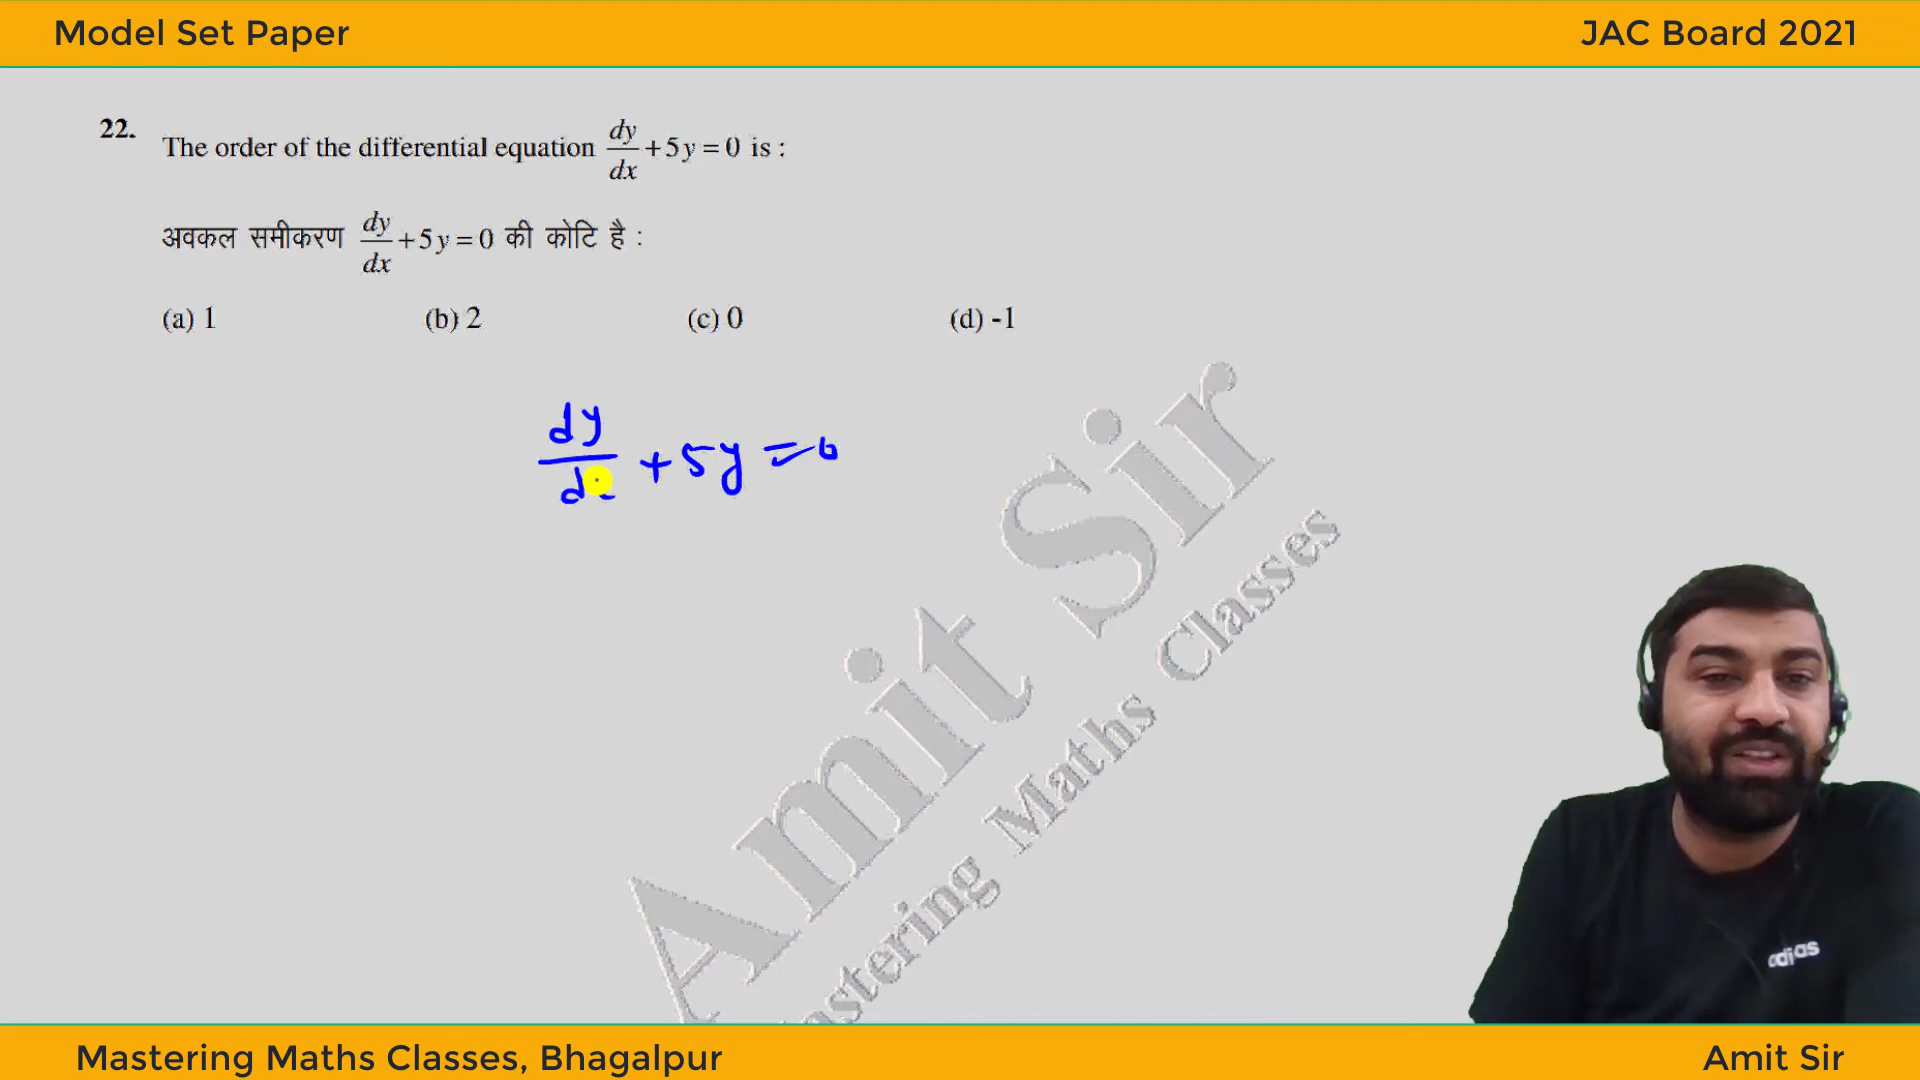 Model Set Paper
JAC Board 2021
22. The order of the differential equation dy/dx + 5y = 0 is :
अवकल समीकरण dy/dx + 5y = 0 की कोटि है :
(a) 1 (b) 2 (c) 0 (d) -1
dy/d + 5y = 0
Amit Sir
Maths Classes
adidas
Mastering Maths Classes, Bhagalpur
Amit Sir